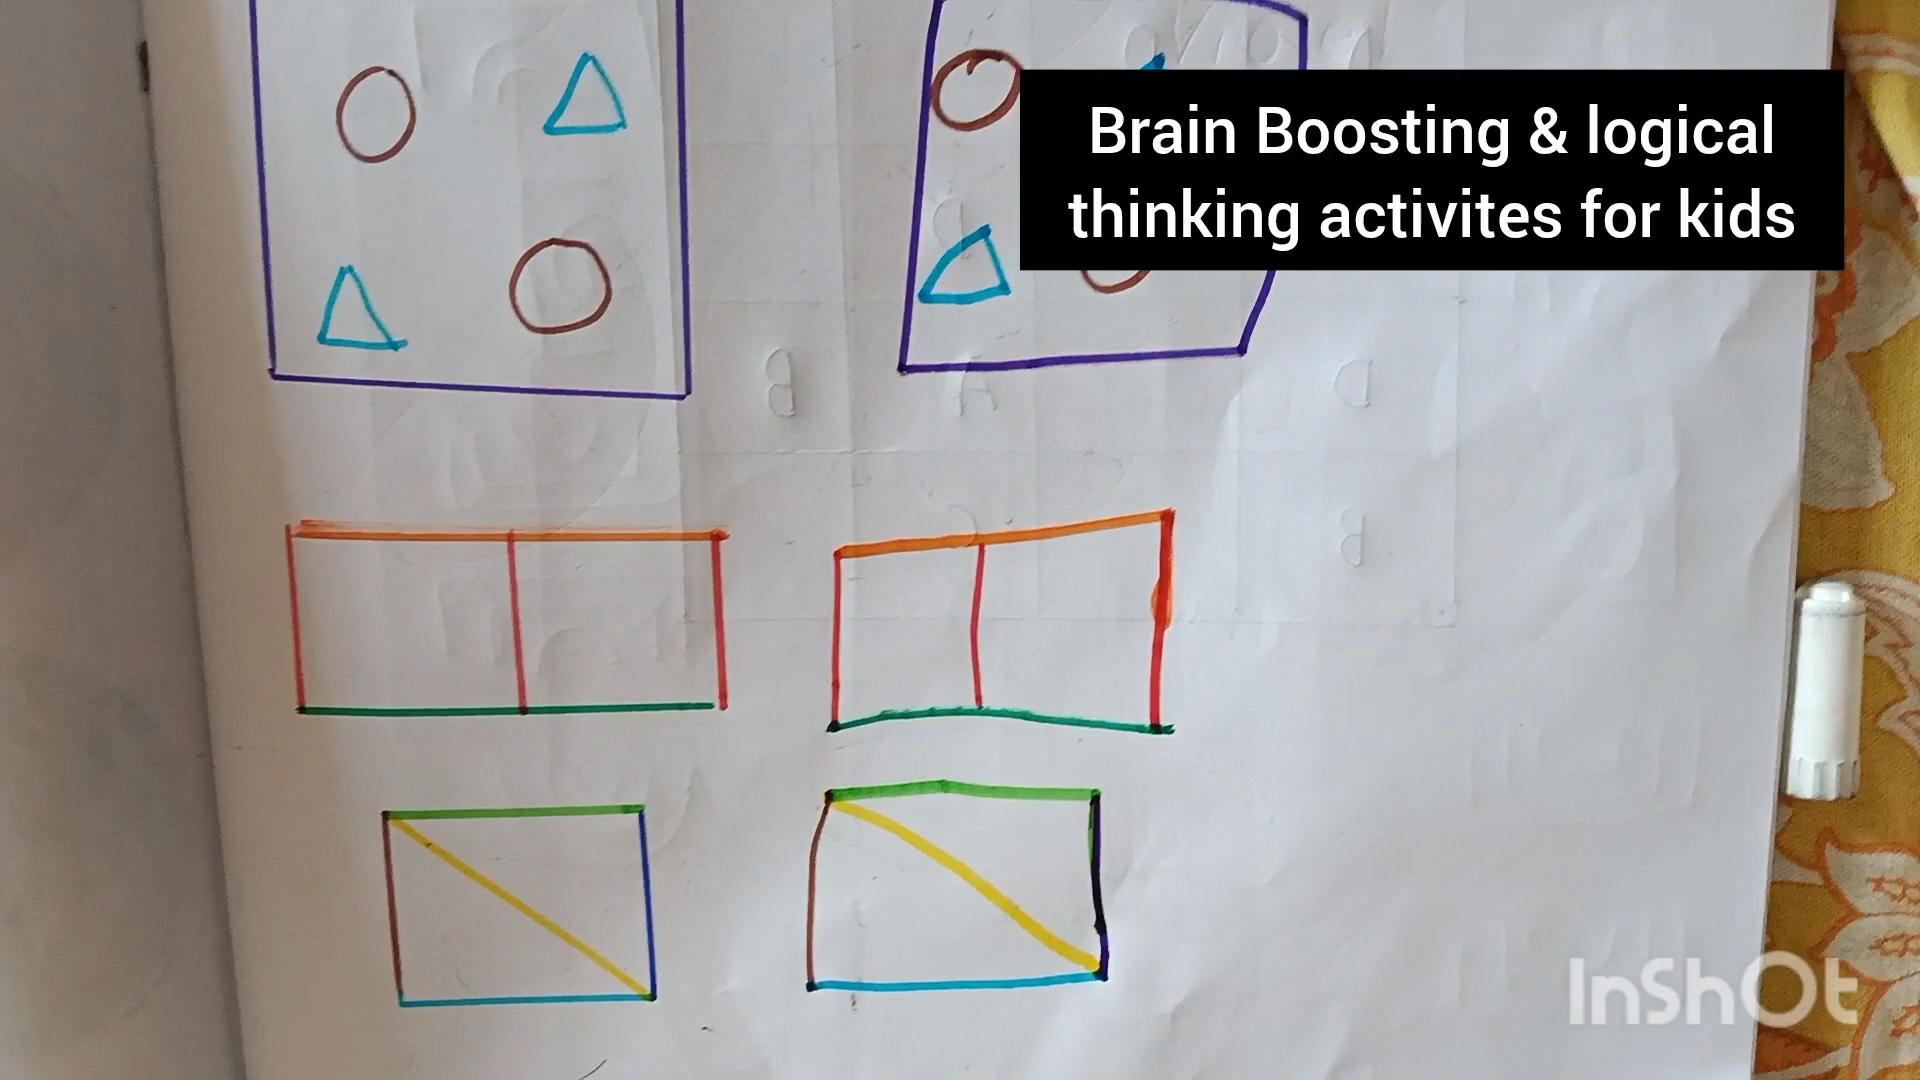 Brain Boosting & logical
thinking activites for kids
B
A
D
B
InShOt